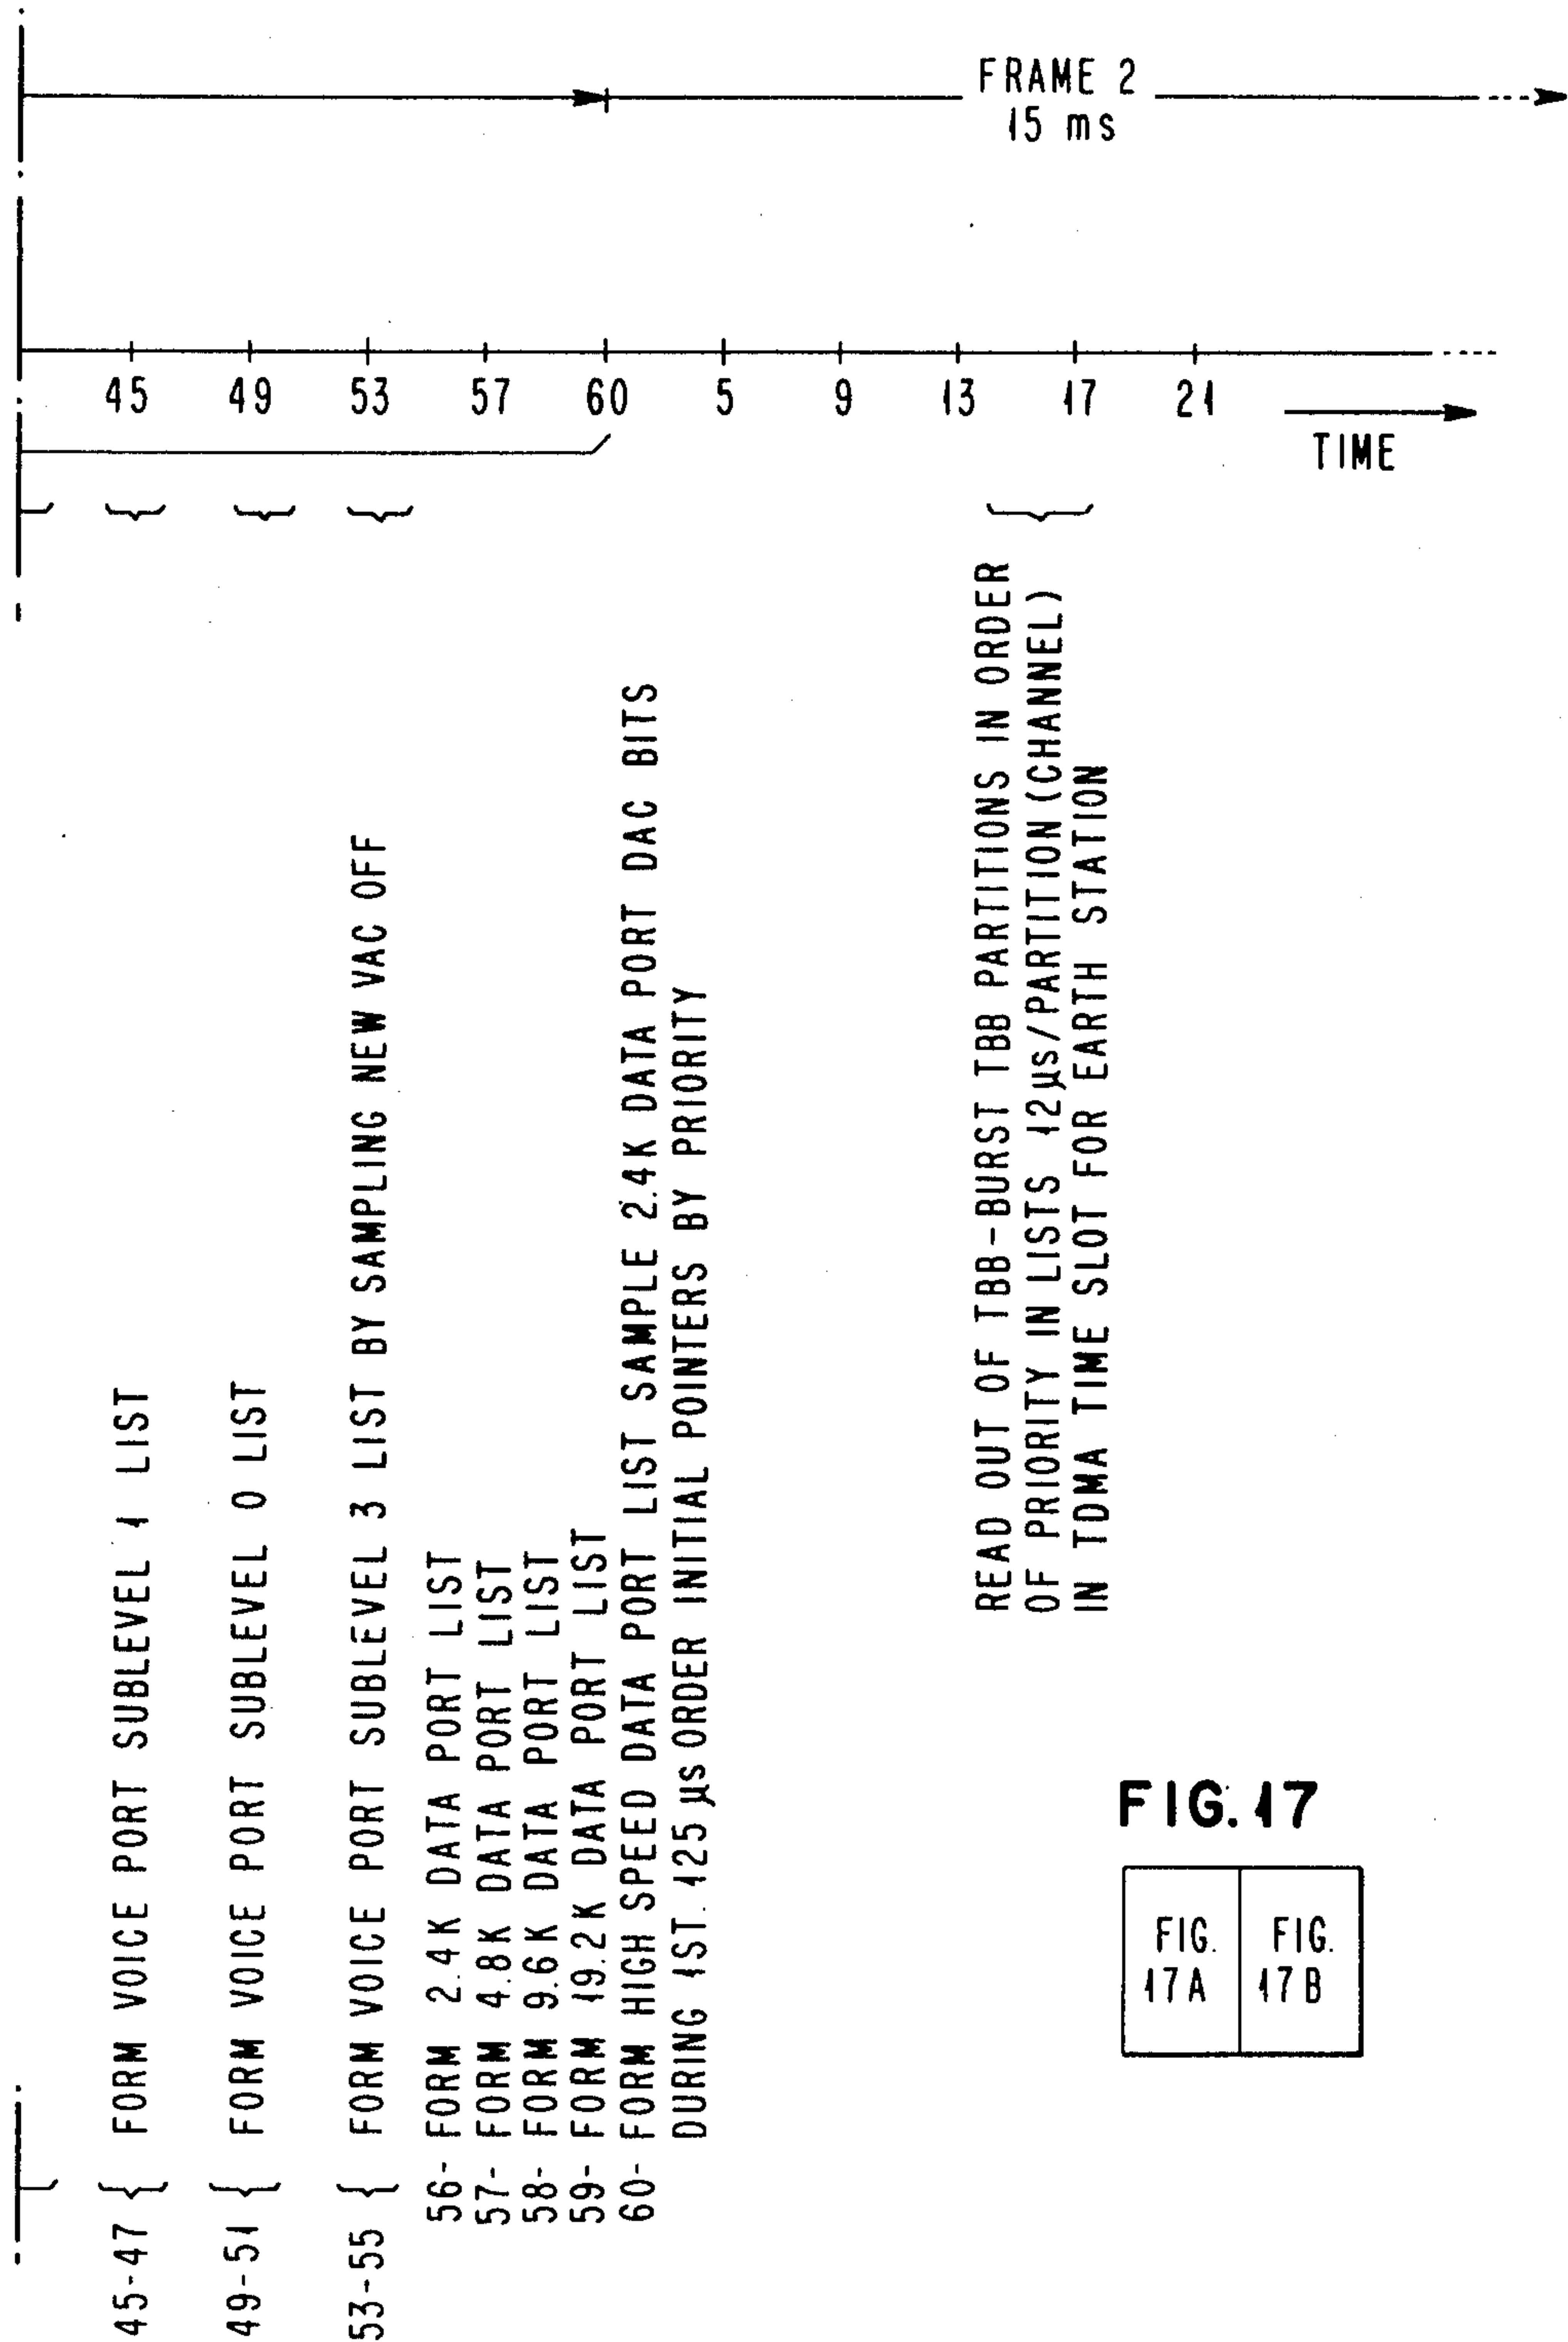 FRAME 2
15 ms
45 49 53 57 60 5 9 13 17 21
TIME
45-47 { FORM VOICE PORT SUBLEVEL 1 LIST
49-51 { FORM VOICE PORT SUBLEVEL 0 LIST
53-55 { FORM VOICE PORT SUBLEVEL 3 LIST BY SAMPLING NEW VAC OFF
56- FORM 2.4K DATA PORT LIST
57- FORM 4.8K DATA PORT LIST
58- FORM 9.6K DATA PORT LIST
59- FORM 19.2K DATA PORT LIST
60- FORM HIGH SPEED DATA PORT LIST SAMPLE 2.4K DATA PORT DAC BITS
DURING 1ST. 125 µs ORDER INITIAL POINTERS BY PRIORITY
READ OUT OF TBB-BURST TBB PARTITIONS IN ORDER
OF PRIORITY IN LISTS 12µs/PARTITION (CHANNEL)
IN TDMA TIME SLOT FOR EARTH STATION
FIG. 17
FIG. 17A
FIG. 17B